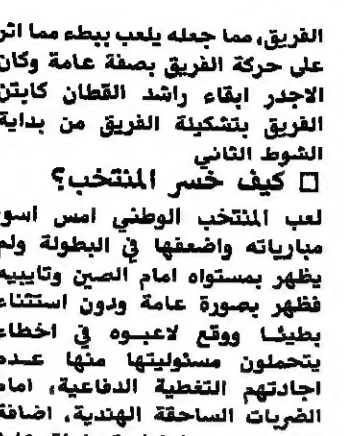 الفريق، مما جعله يلعب ببطء مما اثر
على حركة الفريق بصفة عامة وكان
الاجدر ابقاء راشد القطان كابتن
الفريق بتشكيلة الفريق من بداية
الشوط الثاني
□ كيف خسر المنتخب؟
لعب المنتخب الوطني امس اسو
مبارياته واضعفها في البطولة ولم
يظهر بمستواه امام الصين وتايبيه
فظهر بصورة عامة ودون استثناء
بطيئا ووقع لاعبوه في اخطاء
يتحملون مسئوليتها منها عدم
اجادتهم التغطية الدفاعية، امام
الضربات الساحقة الهندية، اضافة